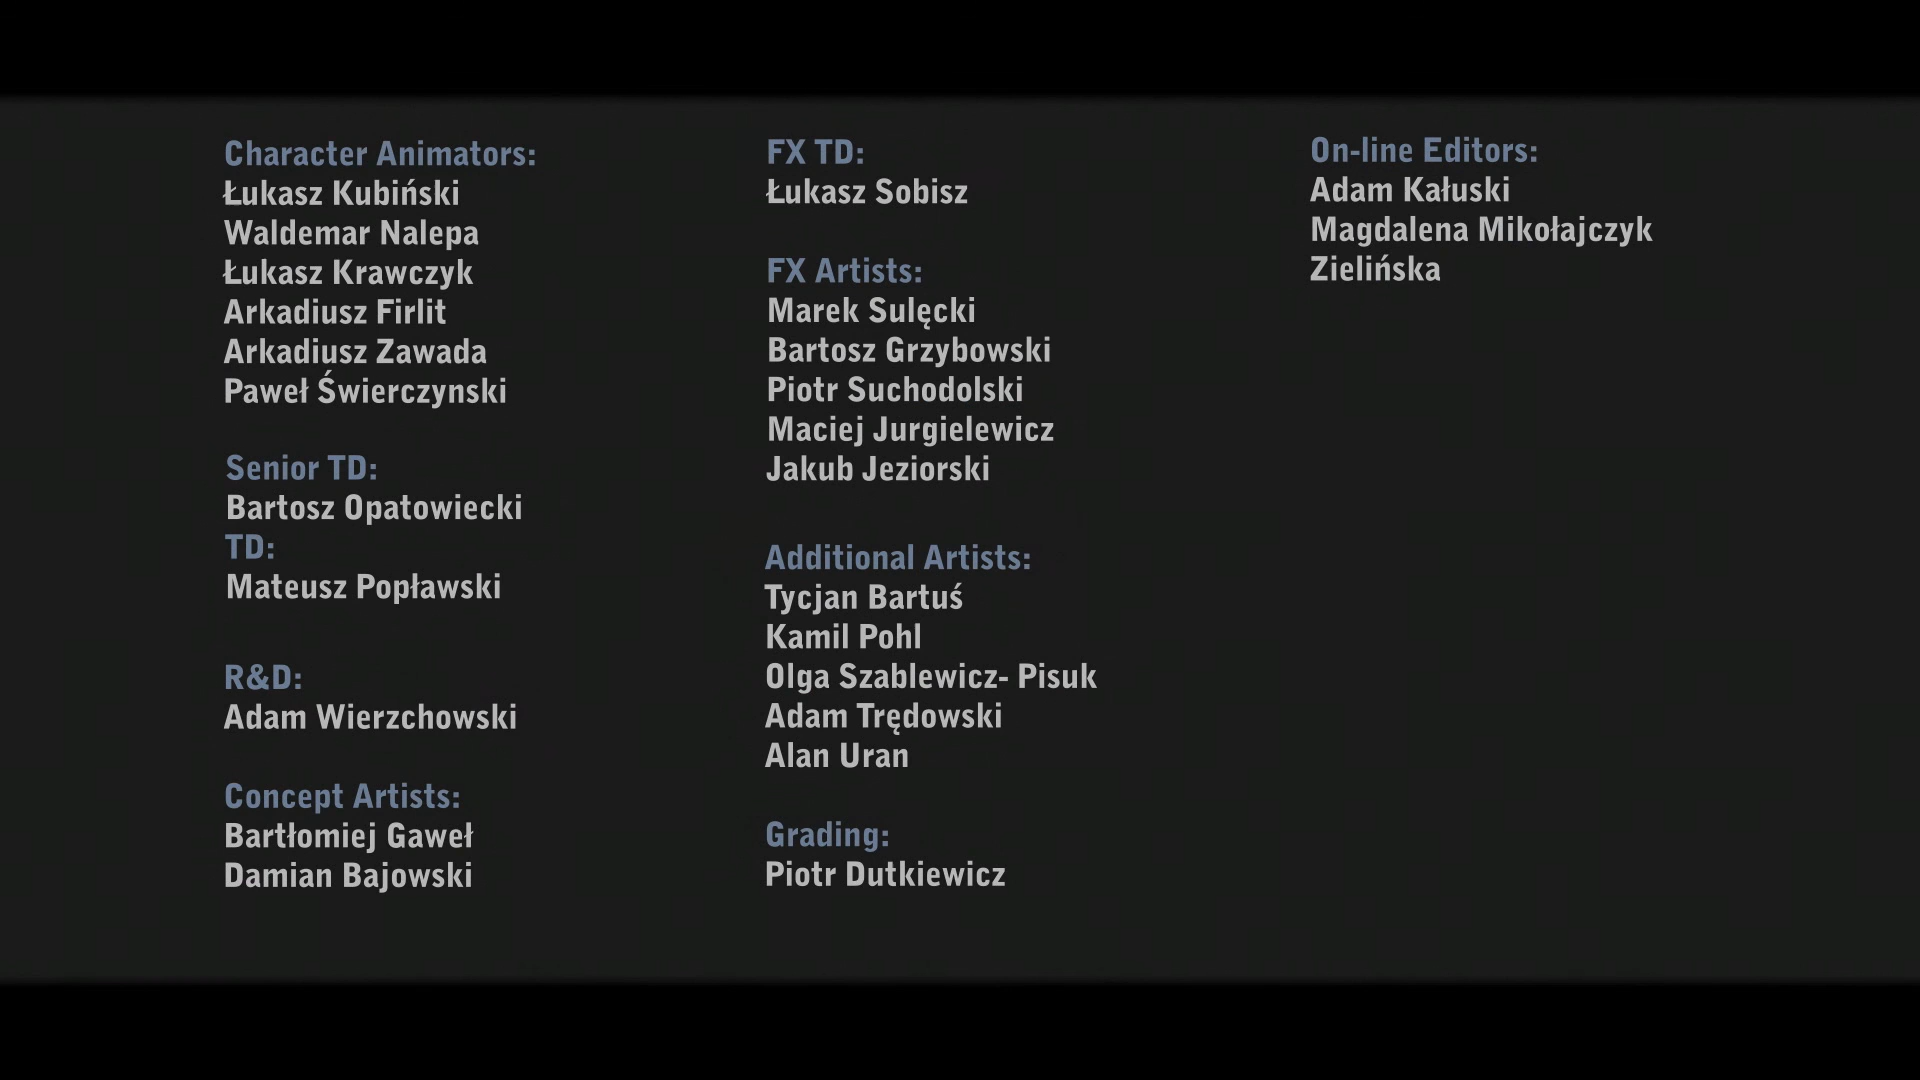 Character Animators:
Łukasz Kubiński
Waldemar Nalepa
Łukasz Krawczyk
Arkadiusz Firlit
Arkadiusz Zawada
Paweł Świerczynski
Senior TD:
Bartosz Opatowiecki
TD:
Mateusz Popławski
R&D:
Adam Wierzchowski
Concept Artists:
Bartłomiej Gaweł
Damian Bajowski
FX TD:
Łukasz Sobisz
FX Artists:
Marek Sulęcki
Bartosz Grzybowski
Piotr Suchodolski
Maciej Jurgielewicz
Jakub Jeziorski
Additional Artists:
Tycjan Bartuś
Kamil Pohl
Olga Szablewicz- Pisuk
Adam Trędowski
Alan Uran
Grading:
Piotr Dutkiewicz
On-line Editors:
Adam Kałuski
Magdalena Mikołajczyk
Zielińska